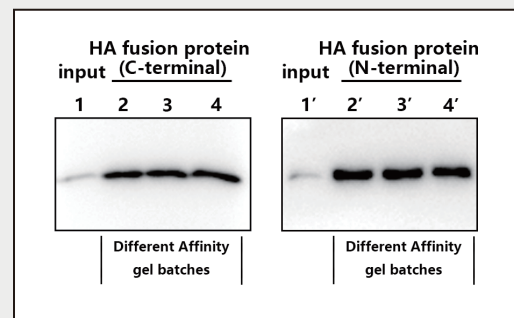 HA fusion protein
input (C-terminal)
1 2 3 4
Different Affinity
gel batches
HA fusion protein
input (N-terminal)
1′ 2′ 3′ 4′
Different Affinity
gel batches